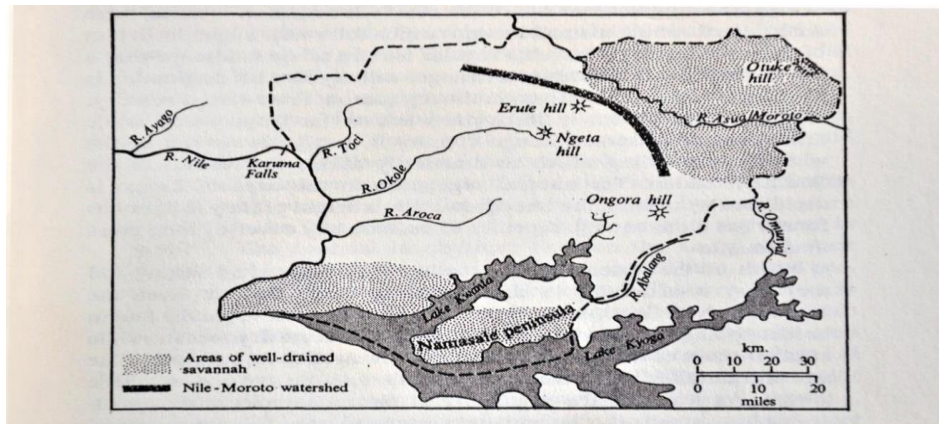 Otuke
hill
Erute hill
R. Asua/Moroto
R. Ayago
Ngeta
hill
R. Toci
R. Nile
Karuma
Falls
R. Okole
Ongora hill
R. Aroca
R. Omunyal
R. Abalang
Lake Kwania
Namasale peninsula
Lake Kyoga
Areas of well-drained
savannah
Nile-Moroto watershed
km.
0 10 20 30
0 10 20
miles